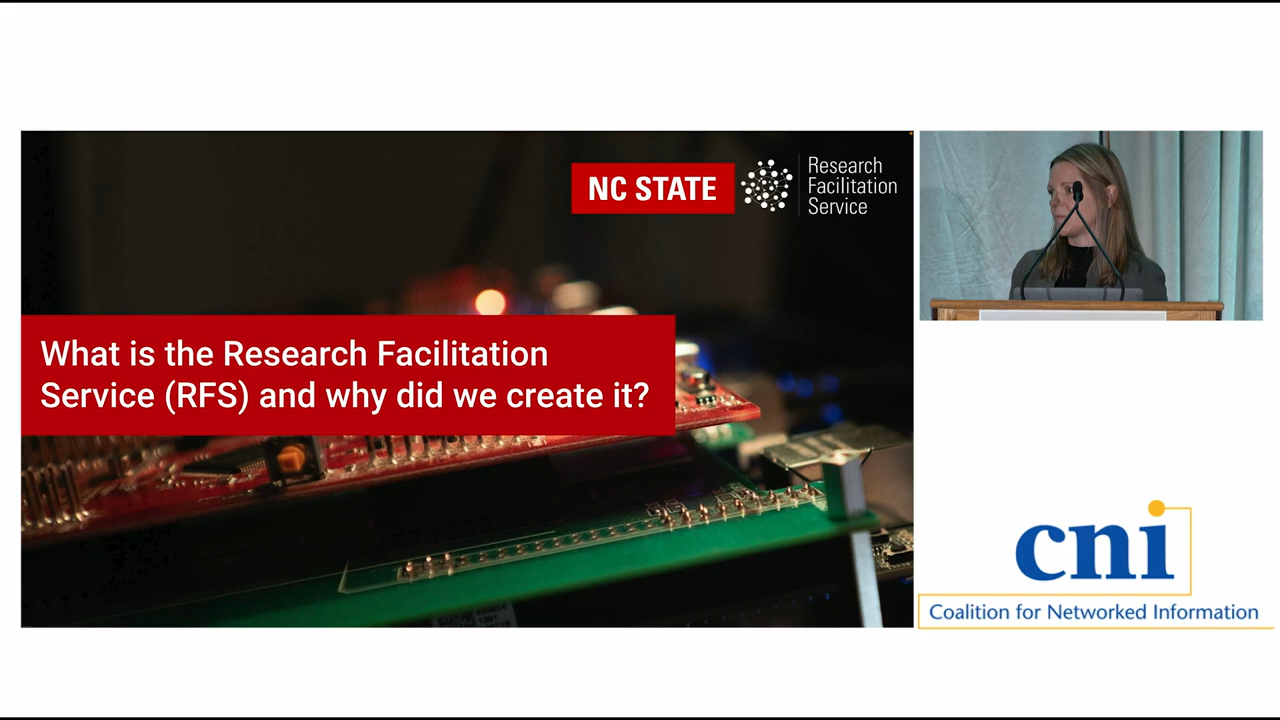 NC STATE
Research
Facilitation
Service
What is the Research Facilitation
Service (RFS) and why did we create it?
cni
Coalition for Networked Information